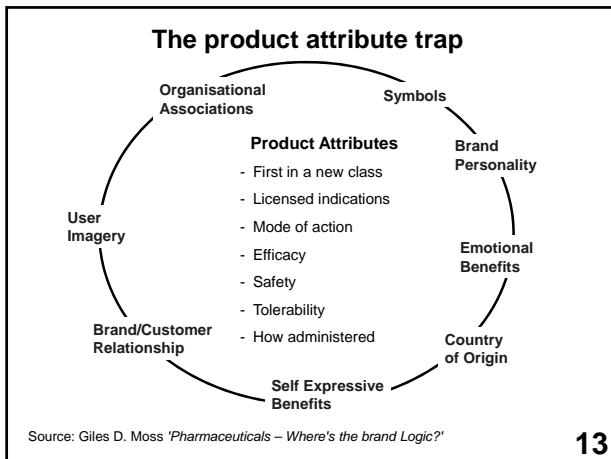 The product attribute trap
Organisational
Associations
Symbols
Product Attributes
- First in a new class
- Licensed indications
- Mode of action
- Efficacy
- Safety
- Tolerability
- How administered
Brand
Personality
User
Imagery
Emotional
Benefits
Brand/Customer
Relationship
Country
of Origin
Self Expressive
Benefits
Source: Giles D. Moss 'Pharmaceuticals – Where's the brand Logic?'
13